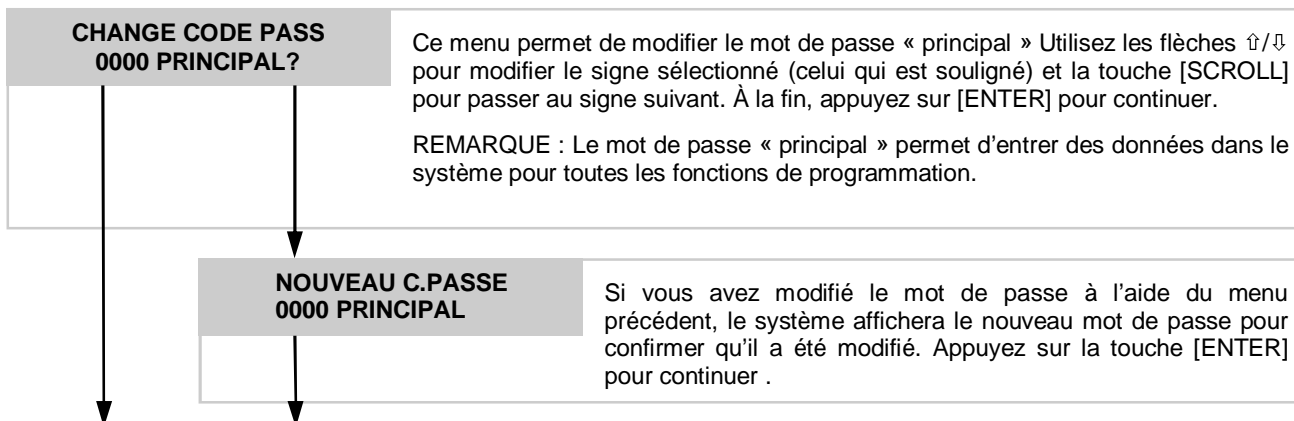 CHANGE CODE PASS
0000 PRINCIPAL?
Ce menu permet de modifier le mot de passe « principal » Utilisez les flèches ⇧/⇩
pour modifier le signe sélectionné (celui qui est souligné) et la touche [SCROLL]
pour passer au signe suivant. À la fin, appuyez sur [ENTER] pour continuer.
REMARQUE : Le mot de passe « principal » permet d'entrer des données dans le
système pour toutes les fonctions de programmation.
NOUVEAU C.PASSE
0000 PRINCIPAL
Si vous avez modifié le mot de passe à l'aide du menu
précédent, le système affichera le nouveau mot de passe pour
confirmer qu'il a été modifié. Appuyez sur la touche [ENTER]
pour continuer .